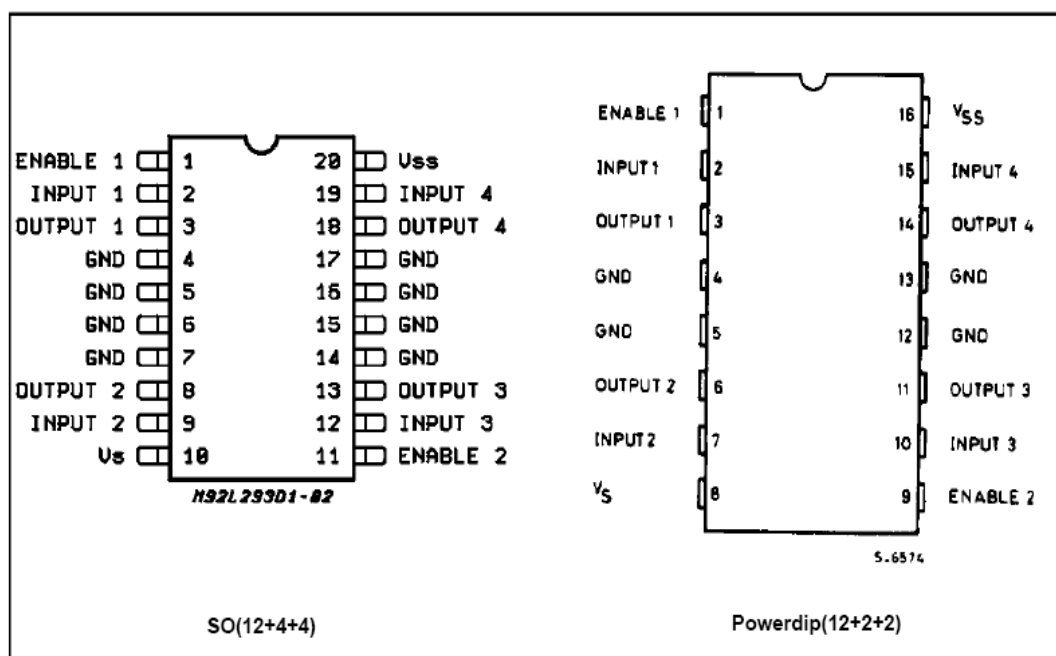 ENABLE 1 1 20 Vss
INPUT 1 2 19 INPUT 4
OUTPUT 1 3 18 OUTPUT 4
GND 4 17 GND
GND 5 16 GND
GND 6 15 GND
GND 7 14 GND
OUTPUT 2 8 13 OUTPUT 3
INPUT 2 9 12 INPUT 3
Vs 10 11 ENABLE 2
M92L293D1-02
SO(12+4+4)
ENABLE 1 1 16 VSS
INPUT 1 2 15 INPUT 4
OUTPUT 1 3 14 OUTPUT 4
GND 4 13 GND
GND 5 12 GND
OUTPUT 2 6 11 OUTPUT 3
INPUT 2 7 10 INPUT 3
VS 8 9 ENABLE 2
S-6574
Powerdip(12+2+2)